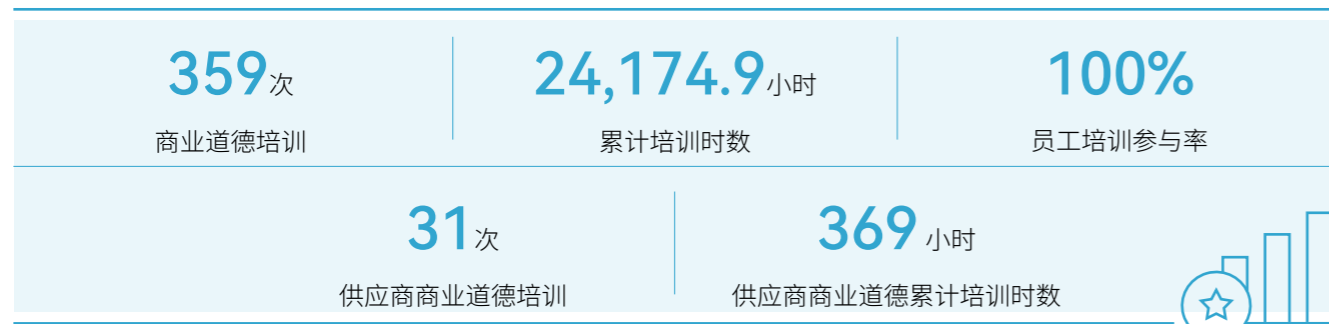 359次
24,174.9小时
100%
商业道德培训
累计培训时数
员工培训参与率
31次
369 小时
供应商商业道德培训
供应商商业道德累计培训时数